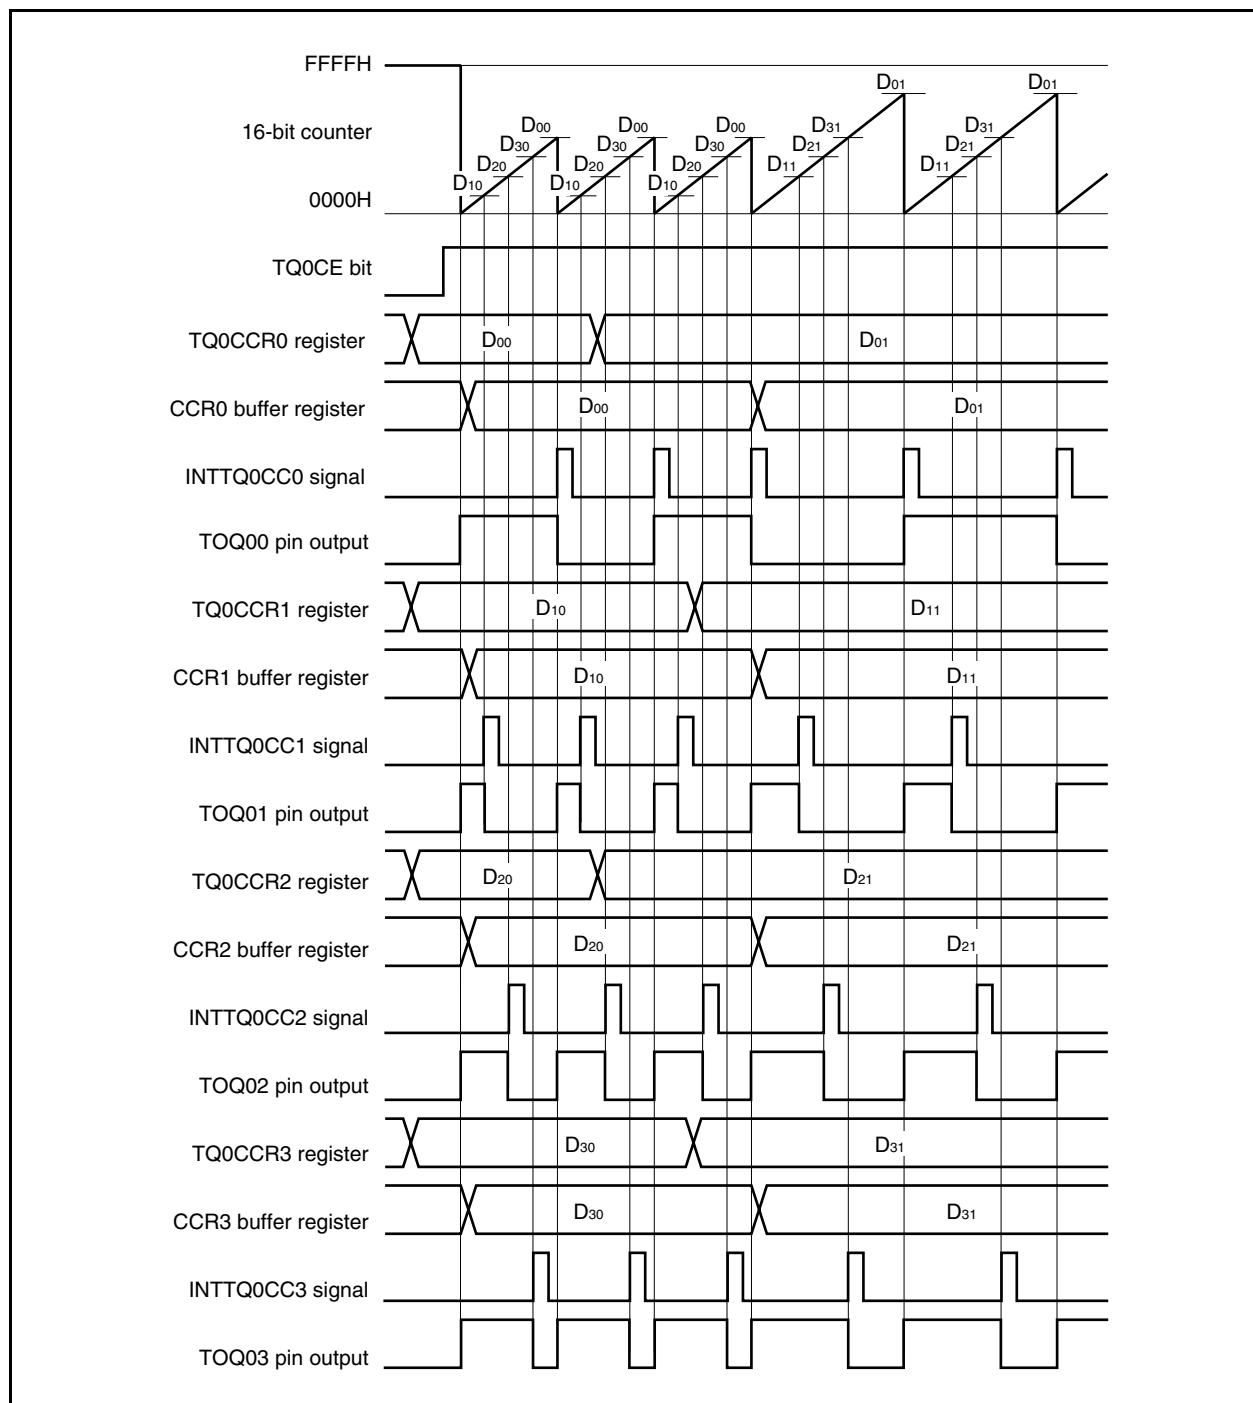 FFFFH
D01 D01
16-bit counter
D00 D00 D00 D31 D31
D30 D30 D30 D21 D21
D20 D20 D20 D11 D11
D10 D10 D10
0000H
TQ0CE bit
TQ0CCR0 register D00 D01
CCR0 buffer register D00 D01
INTTQ0CC0 signal
TOQ00 pin output
TQ0CCR1 register D10 D11
CCR1 buffer register D10 D11
INTTQ0CC1 signal
TOQ01 pin output
TQ0CCR2 register D20 D21
CCR2 buffer register D20 D21
INTTQ0CC2 signal
TOQ02 pin output
TQ0CCR3 register D30 D31
CCR3 buffer register D30 D31
INTTQ0CC3 signal
TOQ03 pin output